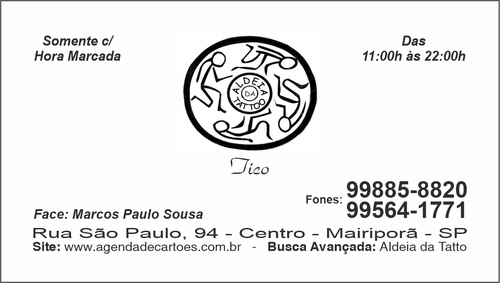 Somente c/
Hora Marcada
Das
11:00h às 22:00h
ALDEIA
DA
TATTOO
Tico
Fones: 99885-8820
99564-1771
Face: Marcos Paulo Sousa
Rua São Paulo, 94 - Centro - Mairiporã - SP
Site: www.agendadecartoes.com.br - Busca Avançada: Aldeia da Tatto